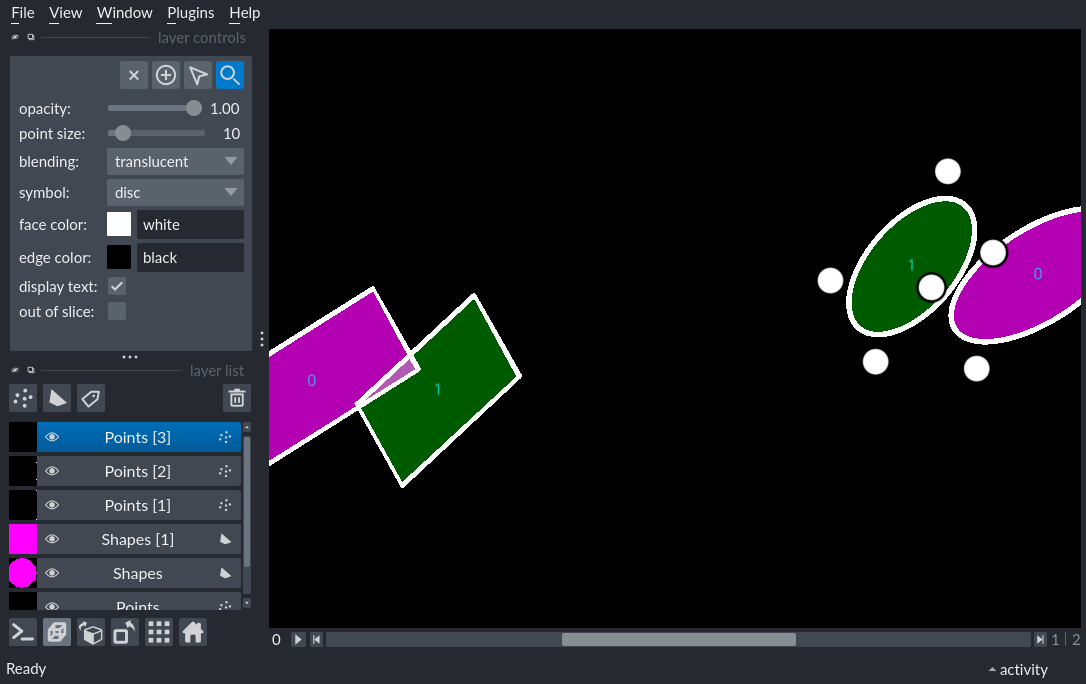 File View Window Plugins Help
layer controls
opacity: 1.00
point size: 10
blending: translucent
symbol: disc
face color: white
edge color: black
display text:
out of slice:
layer list
Points [3]
Points [2]
Points [1]
Shapes [1]
Shapes
Points
0 1
1 0
0 1 2
Ready activity